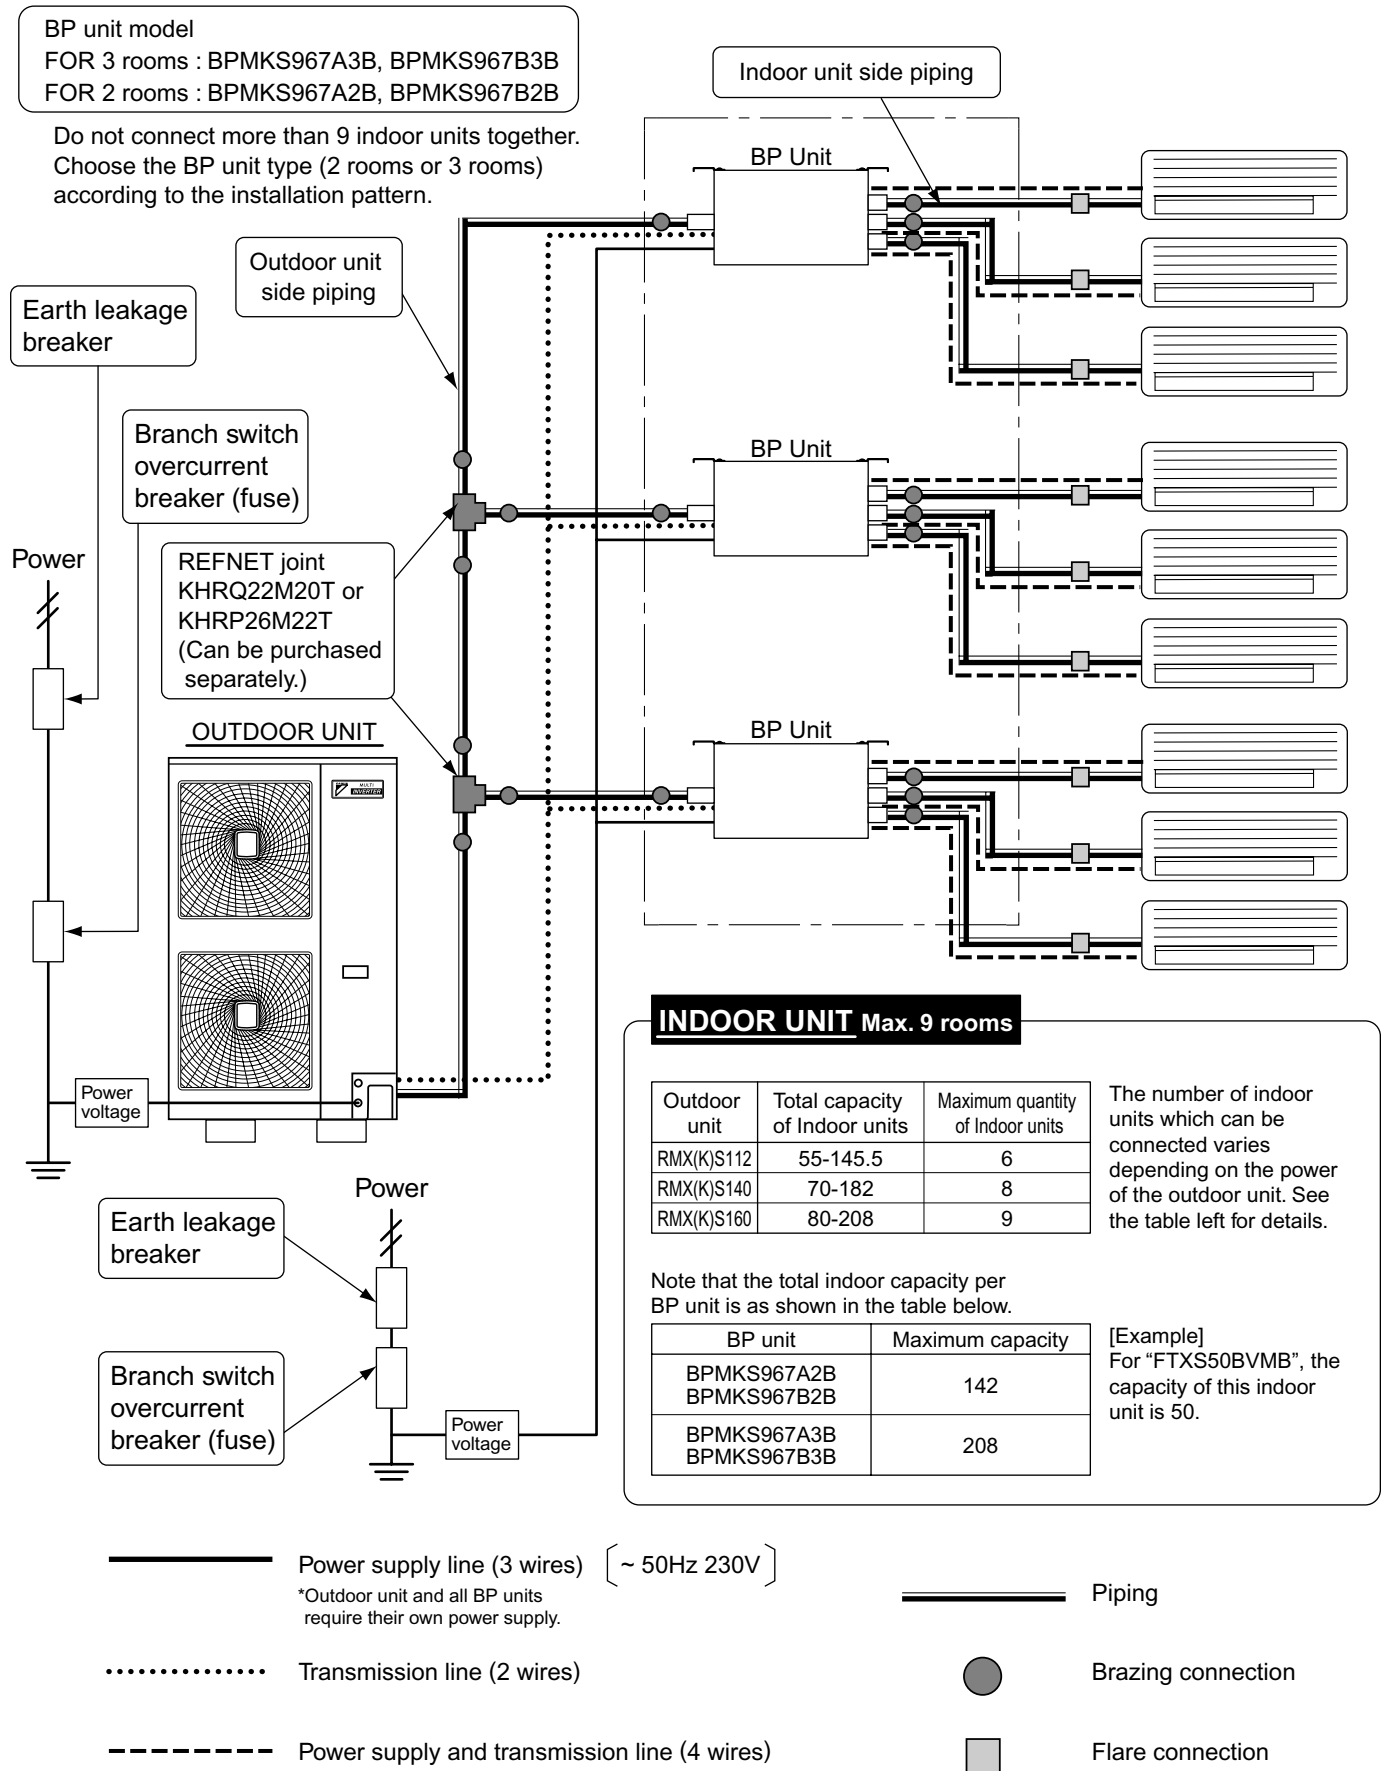 BP unit model
FOR 3 rooms : BPMKS967A3B, BPMKS967B3B
FOR 2 rooms : BPMKS967A2B, BPMKS967B2B
Do not connect more than 9 indoor units together.
Choose the BP unit type (2 rooms or 3 rooms)
according to the installation pattern.
Indoor unit side piping
BP Unit
Outdoor unit
side piping
Earth leakage
breaker
Branch switch
overcurrent
breaker (fuse)
BP Unit
Power
REFNET joint
KHRQ22M20T or
KHRP26M22T
(Can be purchased
separately.)
OUTDOOR UNIT
BP Unit
MULTI
INVERTER
Power
voltage
INDOOR UNIT Max. 9 rooms
Outdoor
unit
Total capacity
of Indoor units
Maximum quantity
of Indoor units
RMX(K)S112 55-145.5 6
RMX(K)S140 70-182 8
RMX(K)S160 80-208 9
The number of indoor
units which can be
connected varies
depending on the power
of the outdoor unit. See
the table left for details.
Power
Earth leakage
breaker
Branch switch
overcurrent
breaker (fuse)
Power
voltage
Note that the total indoor capacity per
BP unit is as shown in the table below.
BP unit Maximum capacity
BPMKS967A2B
BPMKS967B2B
142
BPMKS967A3B
BPMKS967B3B
208
[Example]
For “FTXS50BVMB”, the
capacity of this indoor
unit is 50.
Power supply line (3 wires) [~ 50Hz 230V]
*Outdoor unit and all BP units
require their own power supply.
Piping
Transmission line (2 wires)
Brazing connection
Power supply and transmission line (4 wires)
Flare connection